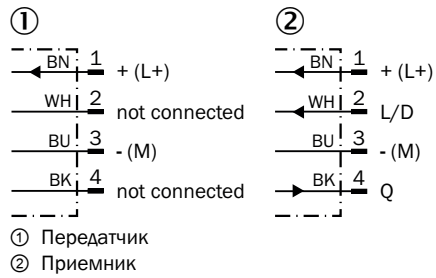 ① ②
BN 1 + (L+)
WH 2 not connected
BU 3 - (M)
BK 4 not connected
BN 1 + (L+)
WH 2 L/D
BU 3 - (M)
BK 4 Q
① Передатчик
② Приемник